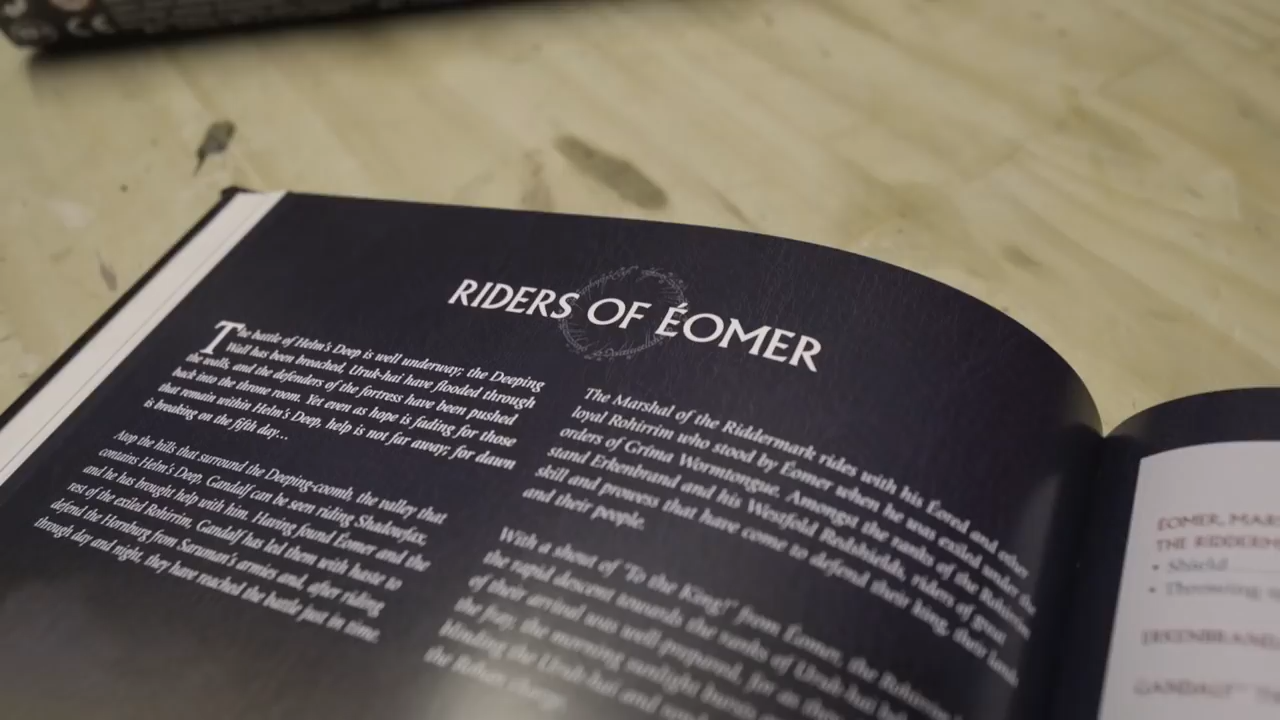 RIDERS OF ÉOMER
The battle of Helm's Deep is well underway; the Deeping
Wall has been breached, Uruk-hai have flooded through
the walls, and the defenders of the fortress have been pushed
back into the throne room. Yet even as hope is fading for those
that remain within Helm's Deep, help is not far away; for dawn
is breaking on the fifth day...
Atop the hills that surround the Deeping-coomb, the valley that
contains Helm's Deep, Gandalf can be seen riding Shadowfax,
and he has brought help with him. Having found Éomer and the
rest of the exiled Rohirrim, Gandalf has led them with haste to
defend the Hornburg from Saruman's armies and, after riding
through day and night, they have reached the battle just in time.
The Marshal of the Riddermark rides with his Éored and other
loyal Rohirrim who stood by Éomer when he was exiled under the
orders of Gríma Wormtongue. Amongst the ranks of the Rohirrim
stand Erkenbrand and his Westfold Redshields, riders of great
skill and prowess that have come to defend their king, their lands
and their people.
With a shout of "To the King!" from Éomer, the Rohirrim
the rapid descent towards the ranks of Uruk-hai
of their arrival was well-prepared, for as they
the fray, the morning sunlight bursts
blinding the Uruk-hai and
the Rohirrim charge.
ÉOMER, MAR
THE RIDDERM
• Shield
• Throwing
ERKENBRAND
GANDALF